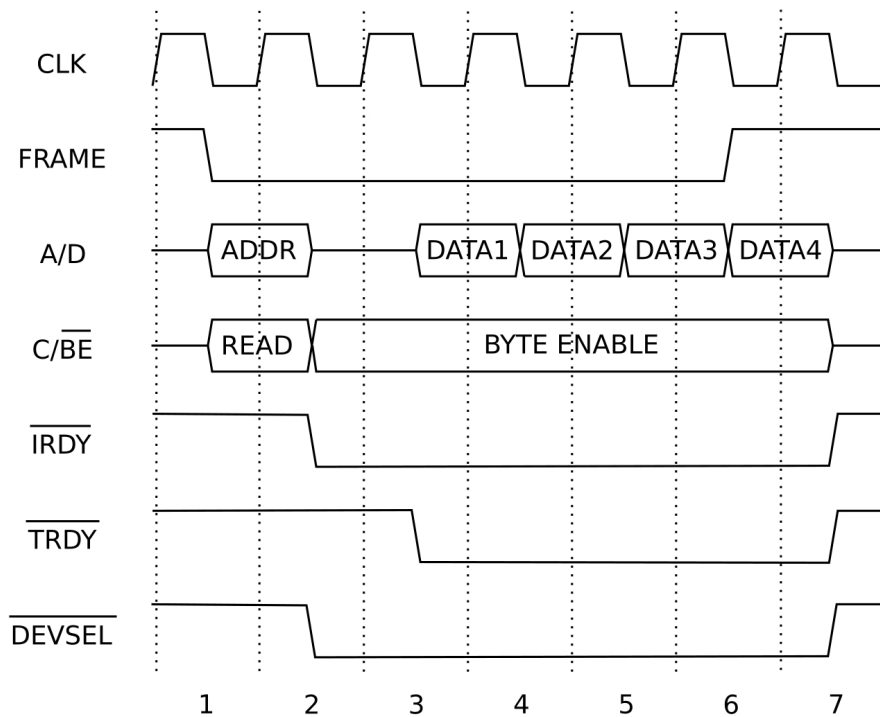 CLK
FRAME
A/D
ADDR DATA1 DATA2 DATA3 DATA4
C/BE
READ BYTE ENABLE
IRDY
TRDY
DEVSEL
1 2 3 4 5 6 7